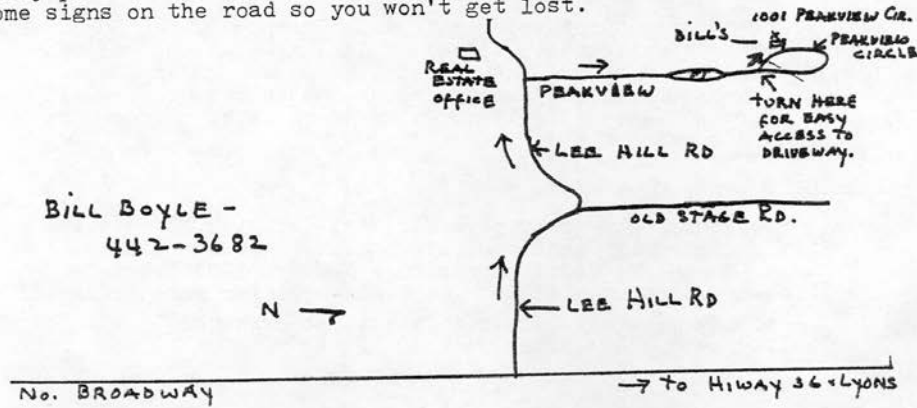 ome signs on the road so you won't get lost.
1001 PEAKVIEW CIR.
BILL'S
PEAKVIEW
CIRCLE
REAL
ESTATE
OFFICE
PEAKVIEW
TURN HERE
FOR EASY
ACCESS TO
DRIVEWAY.
LEE HILL RD
BILL BOYLE -
442-3682
OLD STAGE RD.
N
LEE HILL RD
No. BROADWAY
TO HIWAY 36 & LYONS